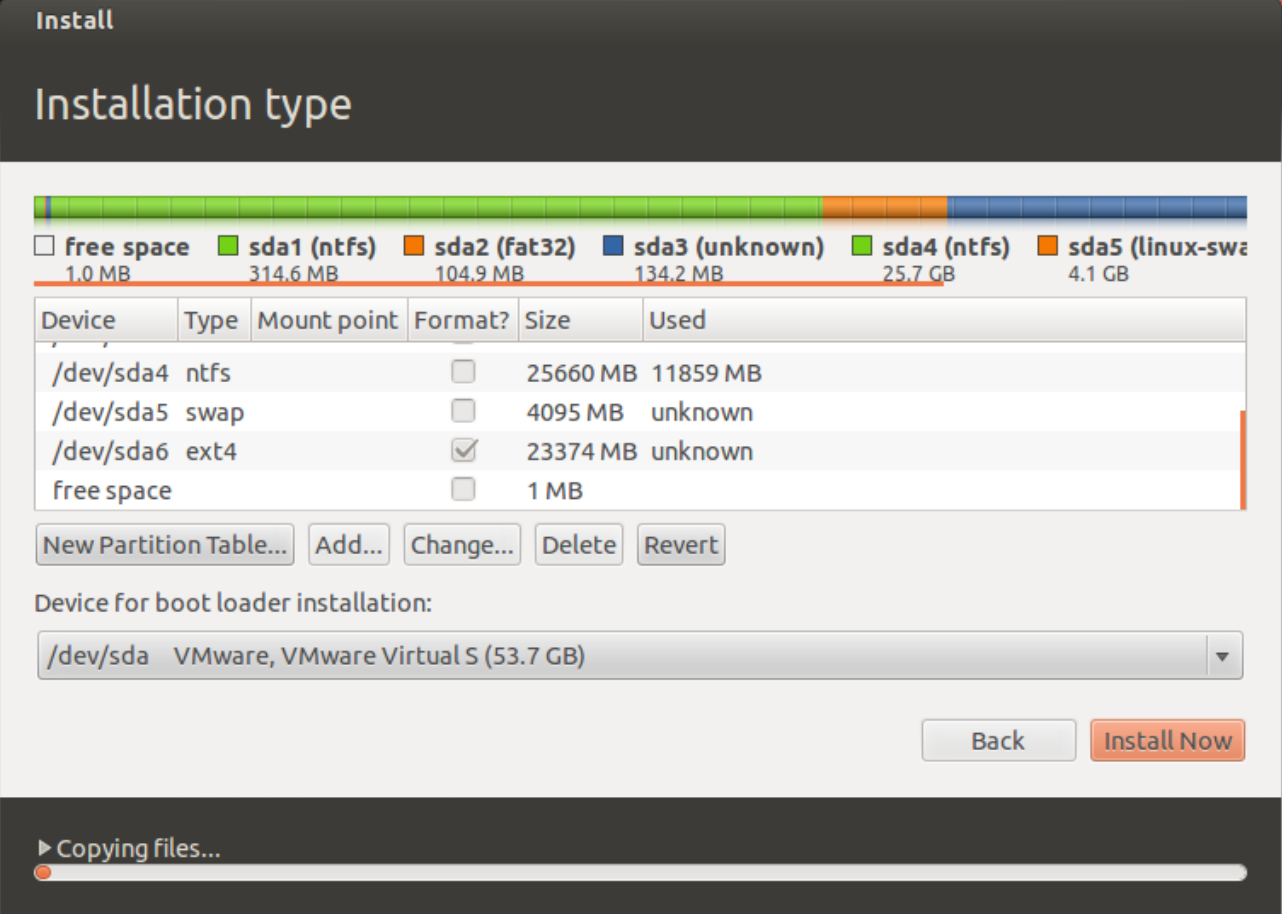 Install
Installation type
free space sda1 (ntfs) sda2 (fat32) sda3 (unknown) sda4 (ntfs) sda5 (linux-swa
1.0 MB 314.6 MB 104.9 MB 134.2 MB 25.7 GB 4.1 GB
Device Type Mount point Format? Size Used
/dev/sda4 ntfs 25660 MB 11859 MB
/dev/sda5 swap 4095 MB unknown
/dev/sda6 ext4 23374 MB unknown
free space 1 MB
New Partition Table... Add... Change... Delete Revert
Device for boot loader installation:
/dev/sda VMware, VMware Virtual S (53.7 GB)
Back Install Now
Copying files...